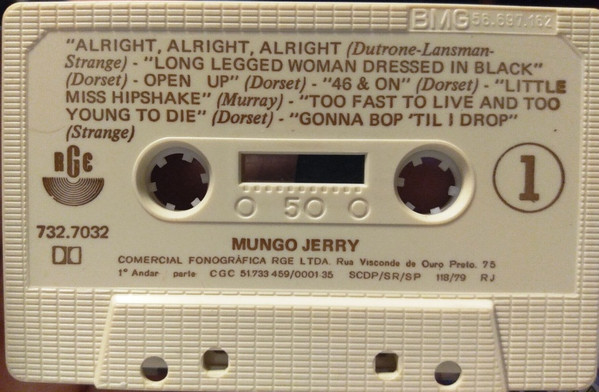 BMG 56.697.162
"ALRIGHT, ALRIGHT, ALRIGHT (Dutrone-Lansman-
Strange) - "LONG LEGGED WOMAN DRESSED IN BLACK"
(Dorset) - OPEN UP" (Dorset) - "46 & ON" (Dorset) - "LITTLE
MISS HIPSHAKE" (Murray) - "TOO FAST TO LIVE AND TOO
YOUNG TO DIE" (Dorset) - "GONNA BOP 'TIL I DROP"
(Strange)
RGE
1
50
732.7032
MUNGO JERRY
COMERCIAL FONOGRÁFICA RGE LTDA. Rua Visconde de Ouro Preto. 75
1º Andar parte CGC 51.733 459/0001-35 SCDP/SR/SP 118/79 RJ